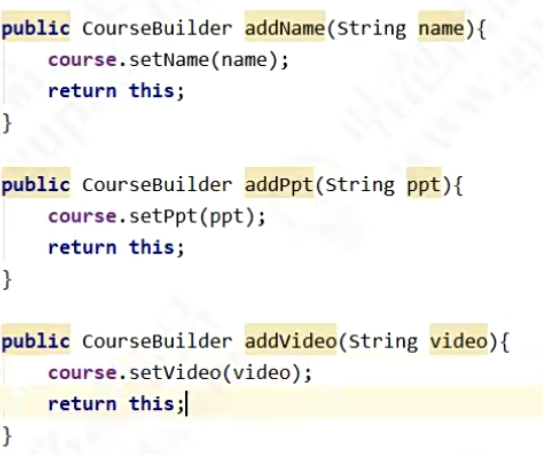 public CourseBuilder addName(String name){
    course.setName(name);
    return this;
}
public CourseBuilder addPpt(String ppt){
    course.setPpt(ppt);
    return this;
}
public CourseBuilder addVideo(String video){
    course.setVideo(video);
    return this;
}